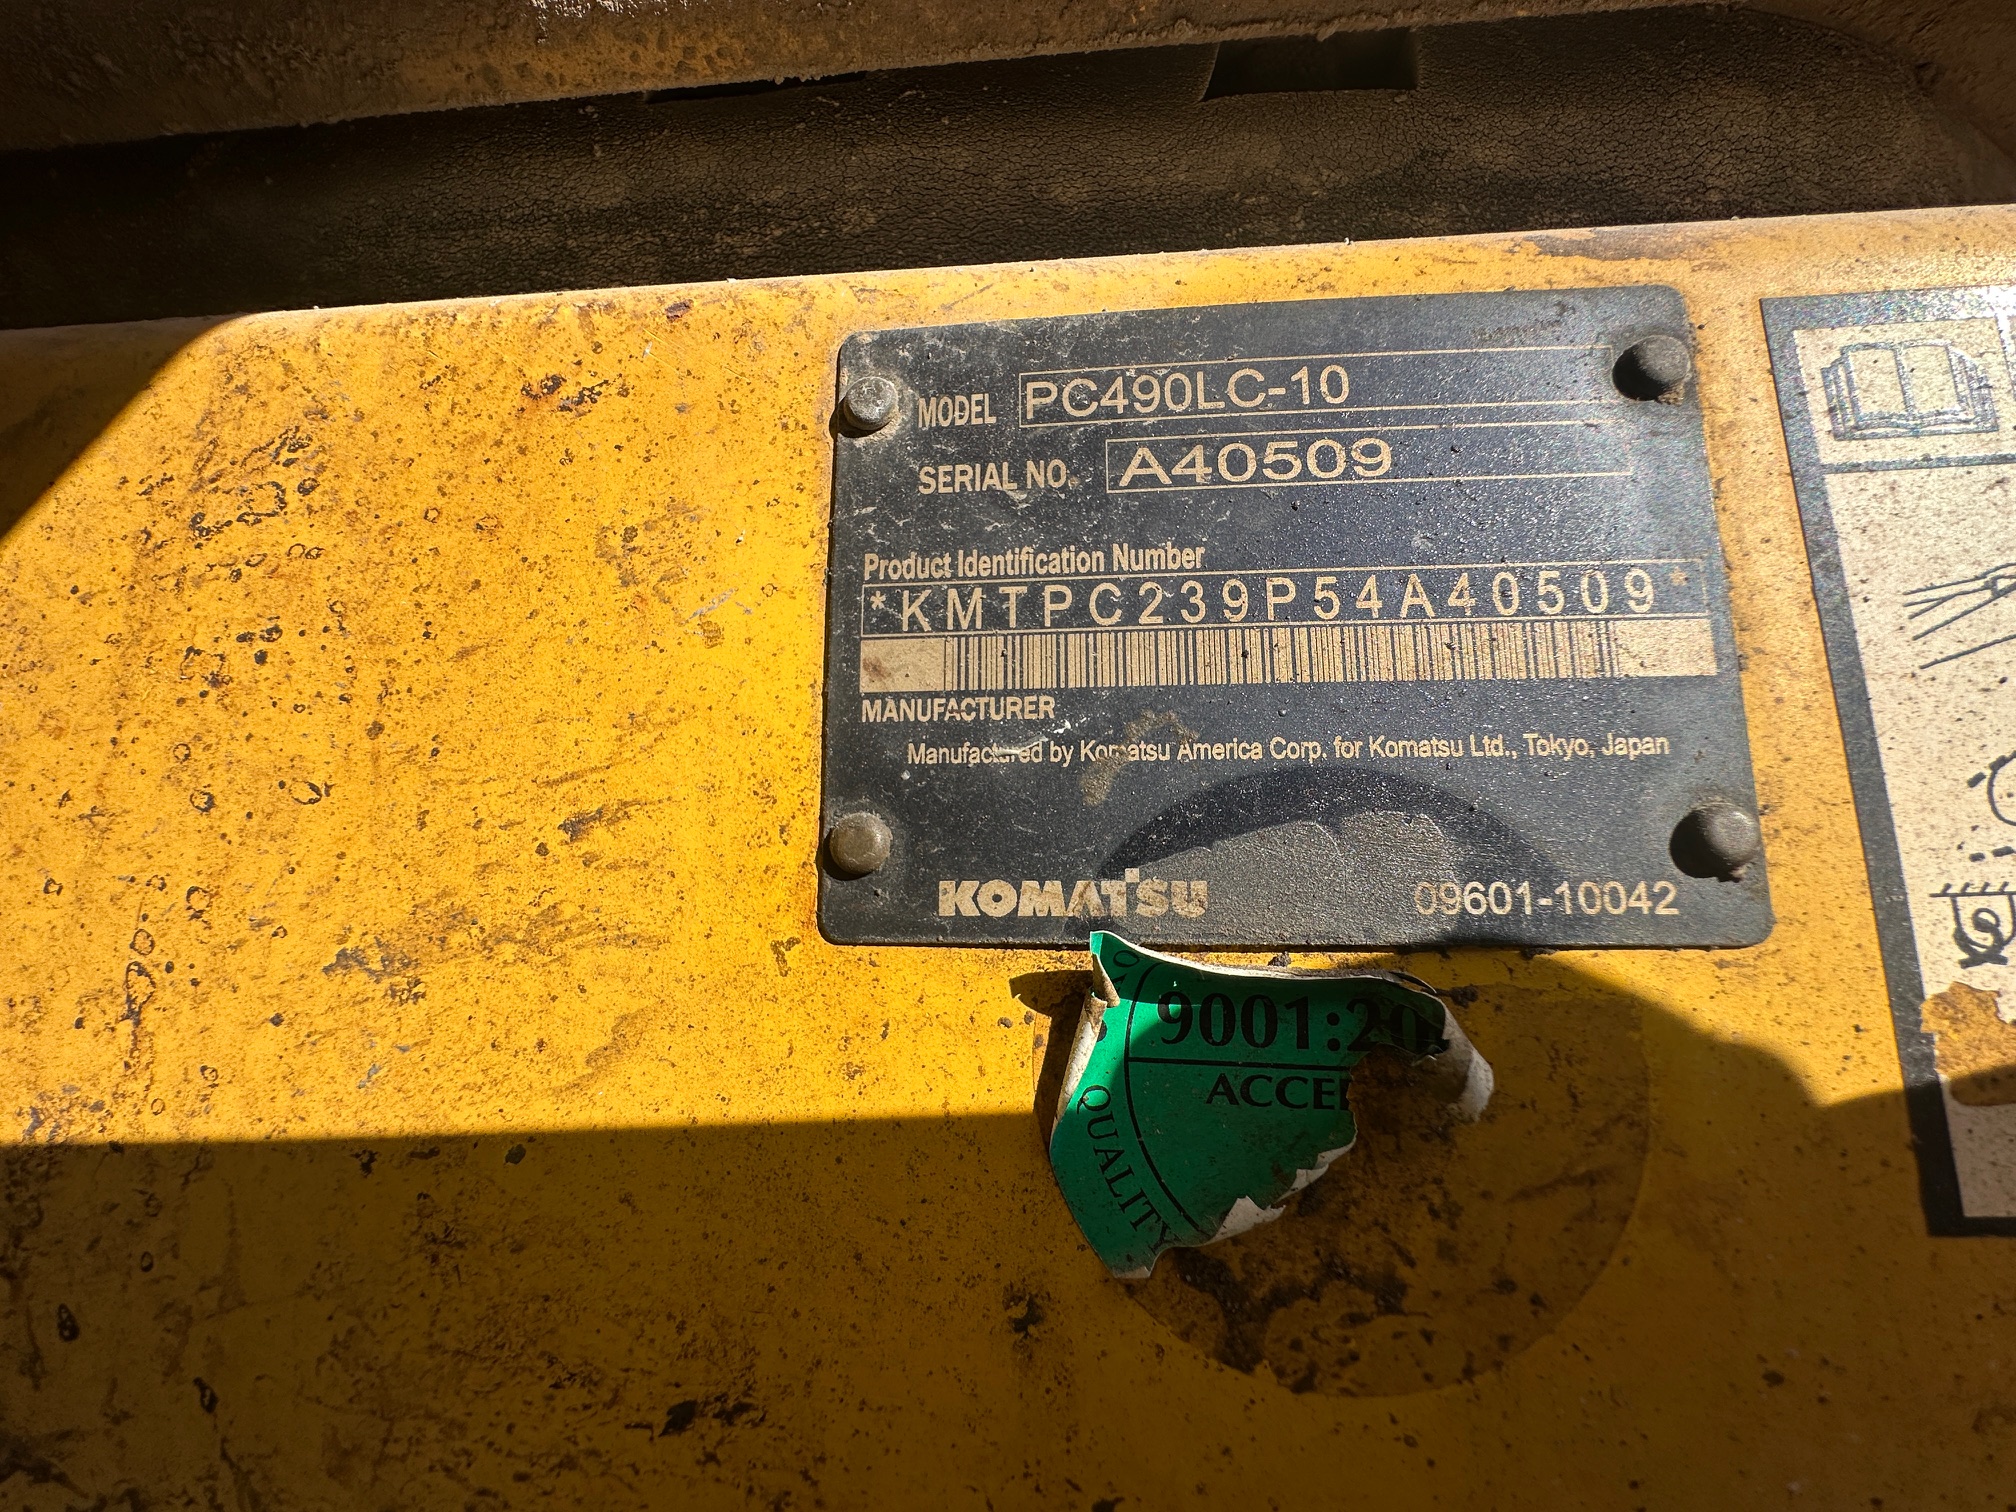 MODEL PC490LC-10
SERIAL NO. A40509
Product Identification Number
*KMTPC239P54A40509*
MANUFACTURER
Manufactured by Komatsu America Corp. for Komatsu Ltd., Tokyo, Japan
KOMATSU 09601-10042
9001:20
ACCE
QUALITY